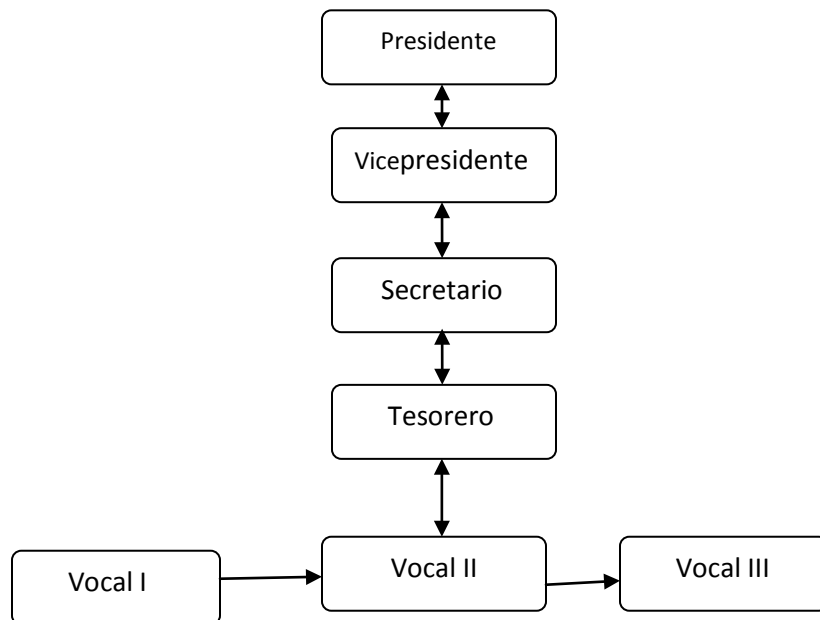 Presidente
Vicepresidente
Secretario
Tesorero
Vocal I
Vocal II
Vocal III